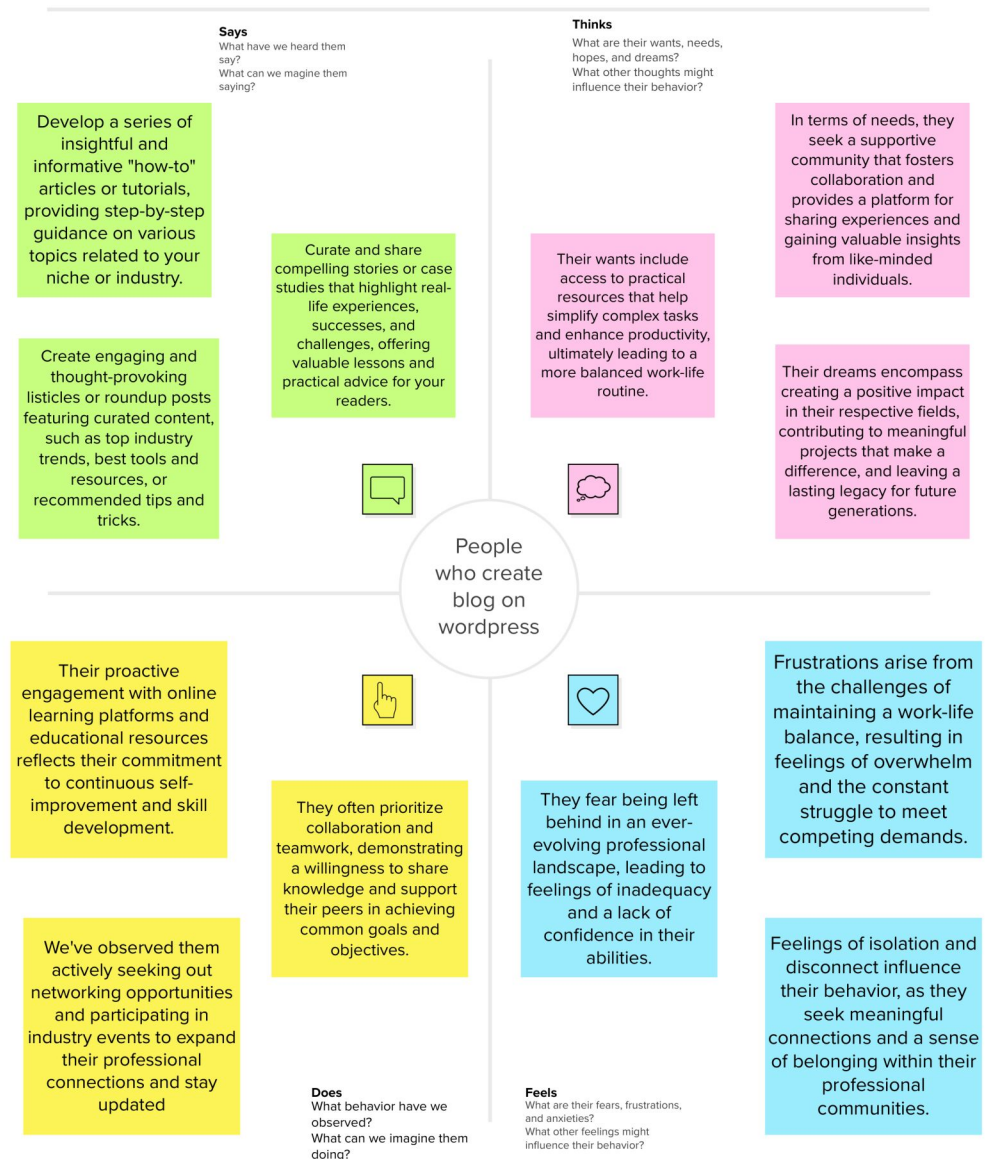 Says
What have we heard them
say?
What can we magine them
saying?
Develop a series of
insightful and
informative "how-to"
articles or tutorials,
providing step-by-step
guidance on various
topics related to your
niche or industry.
Curate and share
compelling stories or case
studies that highlight real-
life experiences,
successes, and
challenges, offering
valuable lessons and
practical advice for your
readers.
Create engaging and
thought-provoking
listicles or roundup posts
featuring curated content,
such as top industry
trends, best tools and
resources, or
recommended tips and
tricks.
Thinks
What are their wants, needs,
hopes, and dreams?
What other thoughts might
influence their behavior?
In terms of needs, they
seek a supportive
community that fosters
collaboration and
provides a platform for
sharing experiences and
gaining valuable insights
from like-minded
individuals.
Their wants include
access to practical
resources that help
simplify complex tasks
and enhance productivity,
ultimately leading to a
more balanced work-life
routine.
Their dreams encompass
creating a positive impact
in their respective fields,
contributing to meaningful
projects that make a
difference, and leaving a
lasting legacy for future
generations.
People
who create
blog on
wordpress
Their proactive
engagement with online
learning platforms and
educational resources
reflects their commitment
to continuous self-
improvement and skill
development.
They often prioritize
collaboration and
teamwork, demonstrating
a willingness to share
knowledge and support
their peers in achieving
common goals and
objectives.
We've observed them
actively seeking out
networking opportunities
and participating in
industry events to expand
their professional
connections and stay
updated
Does
What behavior have we
observed?
What can we imagine them
doing?
Frustrations arise from
the challenges of
maintaining a work-life
balance, resulting in
feelings of overwhelm
and the constant
struggle to meet
competing demands.
They fear being left
behind in an ever-
evolving professional
landscape, leading to
feelings of inadequacy
and a lack of
confidence in their
abilities.
Feelings of isolation and
disconnect influence
their behavior, as they
seek meaningful
connections and a sense
of belonging within their
professional
communities.
Feels
What are their fears, frustrations,
and anxieties?
What other feelings might
influence their behavior?